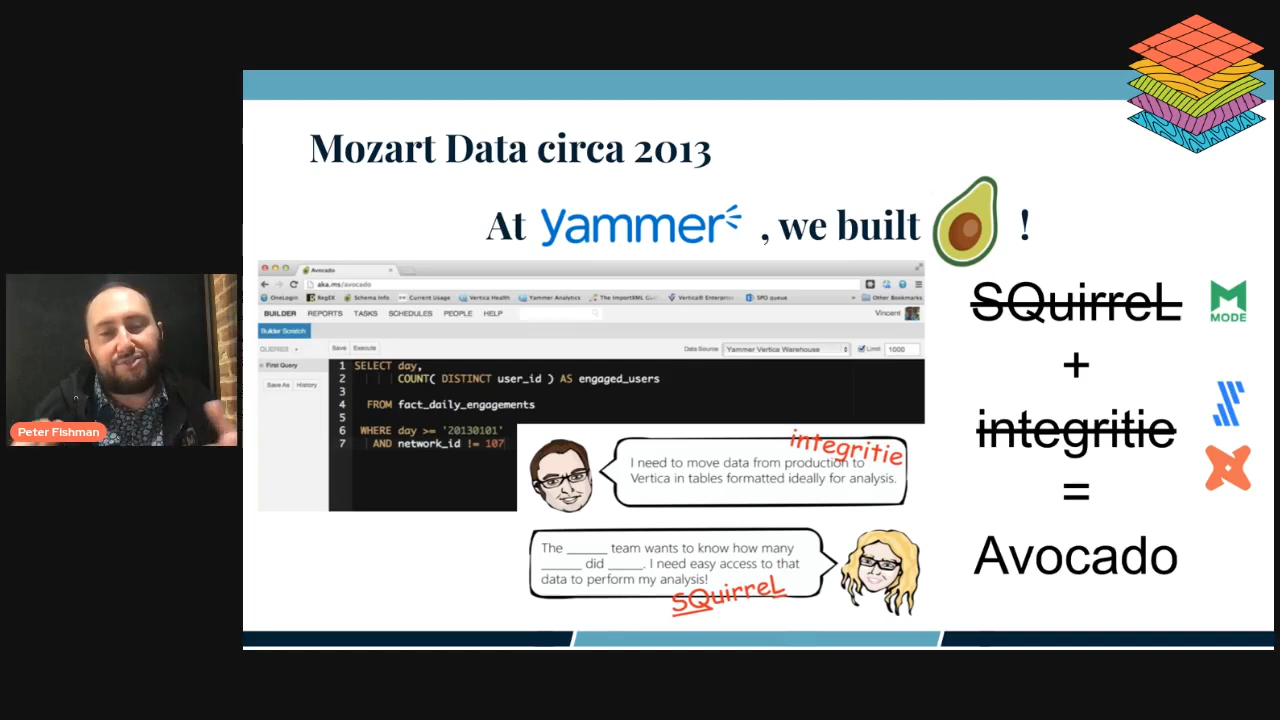 Mozart Data circa 2013
At yammer , we built !
Avocado
aka.ms/avocado
OneLogin RegEX Schema Info Current Usage Vertica Health Yammer Analytics The ImportXML Gui SPO queue Other Bookmarks
BUILDER REPORTS TASKS SCHEDULES PEOPLE HELP Vincent
Builder Scratch
QUERIES Save Execute Data Source: Yammer Vertica Warehouse Limit 1000
First Query
Save As History
1 SELECT day,
2 COUNT( DISTINCT user_id ) AS engaged_users
3
4 FROM fact_daily_engagements
5
6 WHERE day >= '20130101'
7 AND network_id != 107
integritie
I need to move data from production to
Vertica in tables formatted ideally for analysis.
The ______ team wants to know how many
______ did _____. I need easy access to that
data to perform my analysis!
SQuirreL
SQuirreL
MODE
+
integritie
=
Avocado
Peter Fishman